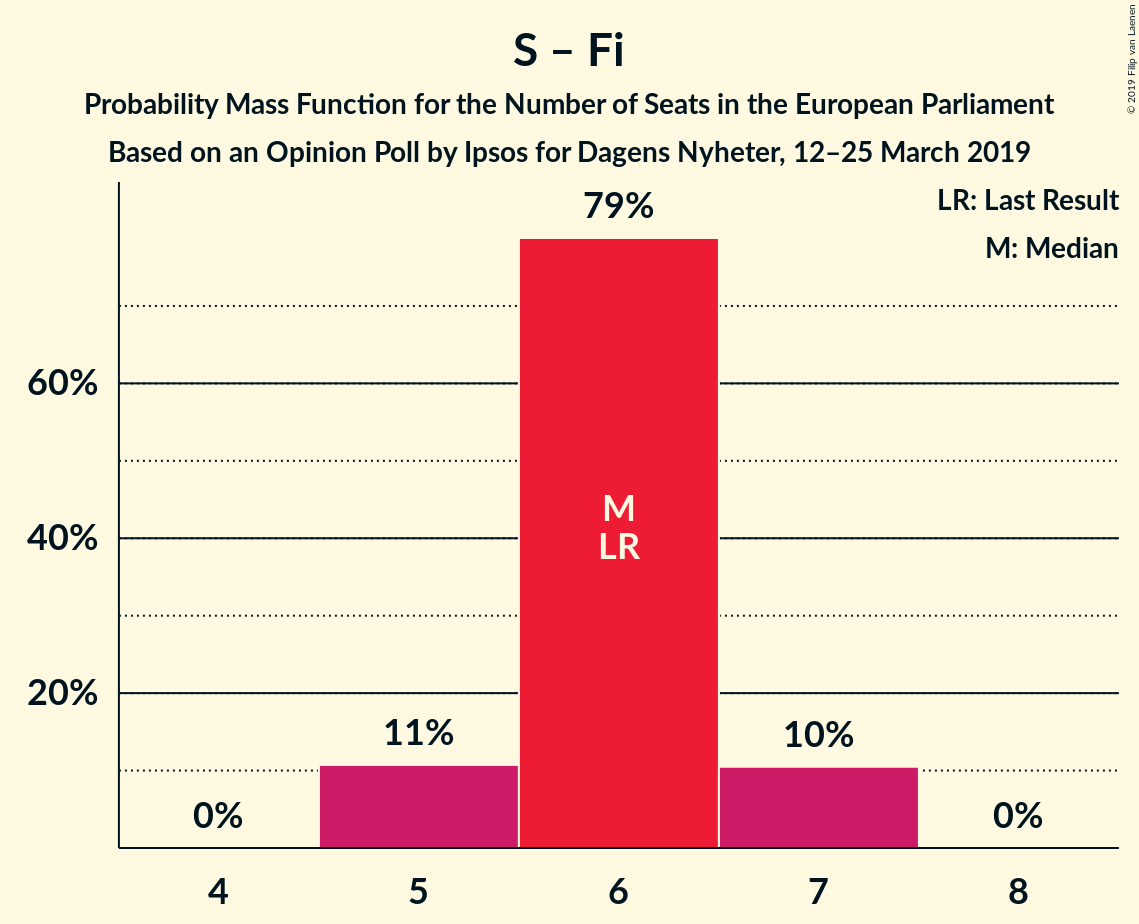 S – Fi
Probability Mass Function for the Number of Seats in the European Parliament
Based on an Opinion Poll by Ipsos for Dagens Nyheter, 12–25 March 2019
© 2019 Filip van Laenen
LR: Last Result
M: Median
79%
60%
40%
20%
M
LR
0%
11%
10%
0%
4
5
6
7
8